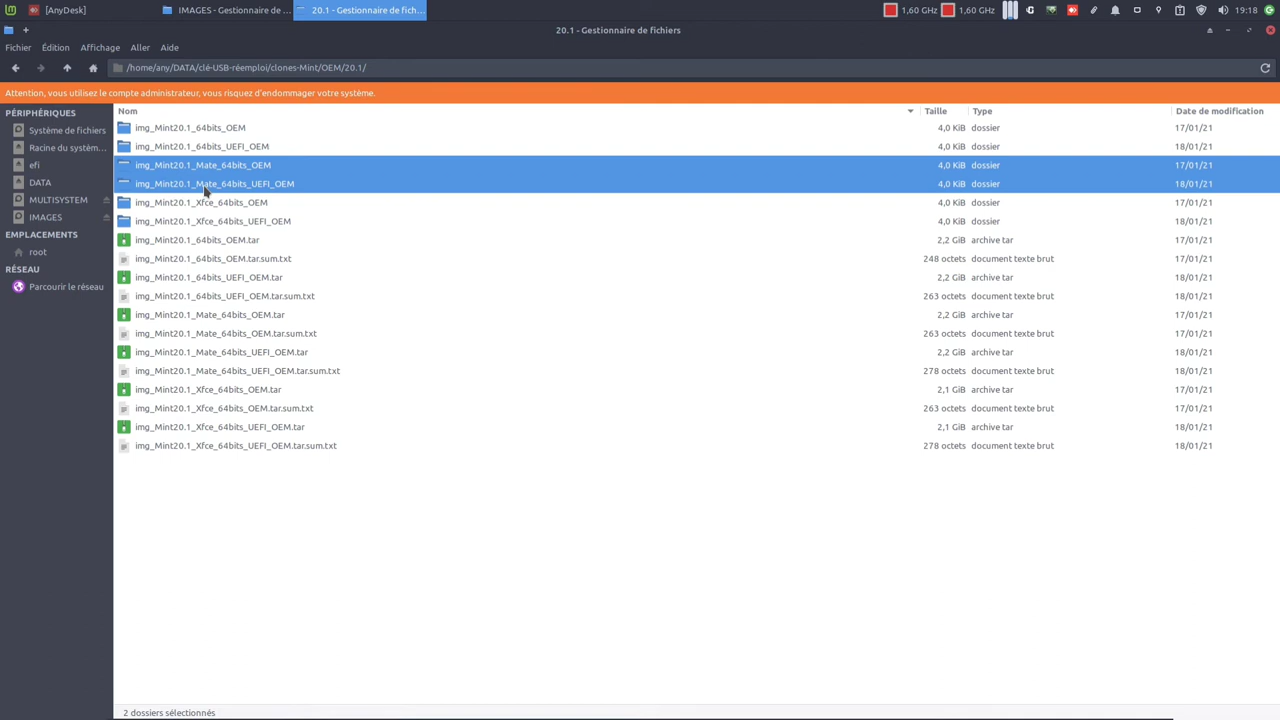 [AnyDesk]
IMAGES - Gestionnaire de ...
20.1 - Gestionnaire de fich...
1,60 GHz
1,60 GHz
19:18
20.1 - Gestionnaire de fichiers
Fichier Édition Affichage Aller Aide
/home/any/DATA/clé-USB-réemploi/clones-Mint/OEM/20.1/
Attention, vous utilisez le compte administrateur, vous risquez d'endommager votre système.
PÉRIPHÉRIQUES
Système de fichiers
Racine du systèm...
efi
DATA
MULTISYSTEM
IMAGES
EMPLACEMENTS
root
RÉSEAU
Parcourir le réseau
Nom Taille Type Date de modification
img_Mint20.1_64bits_OEM 4,0 KiB dossier 17/01/21
img_Mint20.1_64bits_UEFI_OEM 4,0 KiB dossier 18/01/21
img_Mint20.1_Mate_64bits_OEM 4,0 KiB dossier 17/01/21
img_Mint20.1_Mate_64bits_UEFI_OEM 4,0 KiB dossier 18/01/21
img_Mint20.1_Xfce_64bits_OEM 4,0 KiB dossier 17/01/21
img_Mint20.1_Xfce_64bits_UEFI_OEM 4,0 KiB dossier 18/01/21
img_Mint20.1_64bits_OEM.tar 2,2 GiB archive tar 17/01/21
img_Mint20.1_64bits_OEM.tar.sum.txt 248 octets document texte brut 17/01/21
img_Mint20.1_64bits_UEFI_OEM.tar 2,2 GiB archive tar 18/01/21
img_Mint20.1_64bits_UEFI_OEM.tar.sum.txt 263 octets document texte brut 18/01/21
img_Mint20.1_Mate_64bits_OEM.tar 2,2 GiB archive tar 17/01/21
img_Mint20.1_Mate_64bits_OEM.tar.sum.txt 263 octets document texte brut 17/01/21
img_Mint20.1_Mate_64bits_UEFI_OEM.tar 2,2 GiB archive tar 18/01/21
img_Mint20.1_Mate_64bits_UEFI_OEM.tar.sum.txt 278 octets document texte brut 18/01/21
img_Mint20.1_Xfce_64bits_OEM.tar 2,1 GiB archive tar 17/01/21
img_Mint20.1_Xfce_64bits_OEM.tar.sum.txt 263 octets document texte brut 17/01/21
img_Mint20.1_Xfce_64bits_UEFI_OEM.tar 2,1 GiB archive tar 18/01/21
img_Mint20.1_Xfce_64bits_UEFI_OEM.tar.sum.txt 278 octets document texte brut 18/01/21
2 dossiers sélectionnés